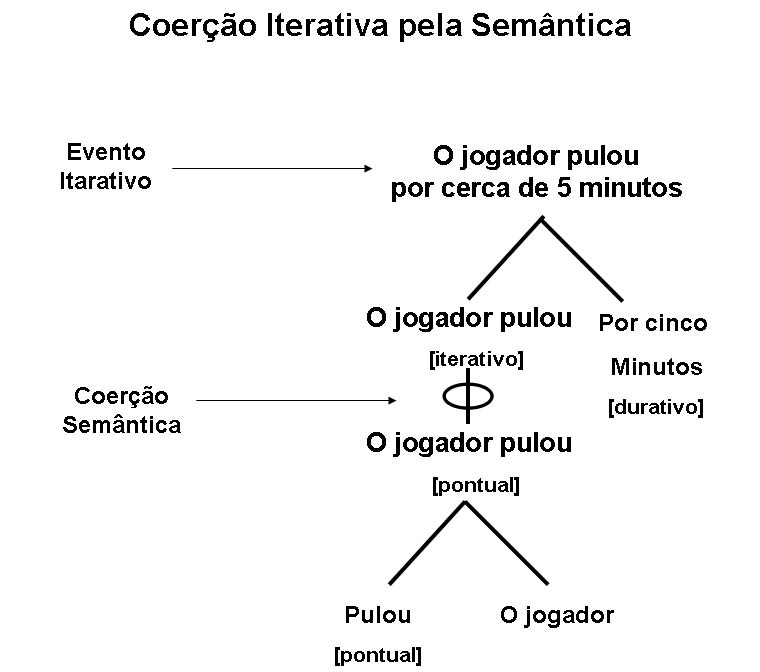 Coerção Iterativa pela Semântica
Evento
Itarativo
O jogador pulou
por cerca de 5 minutos
O jogador pulou
[iterativo]
Por cinco
Minutos
[durativo]
Coerção
Semântica
O jogador pulou
[pontual]
Pulou
[pontual]
O jogador